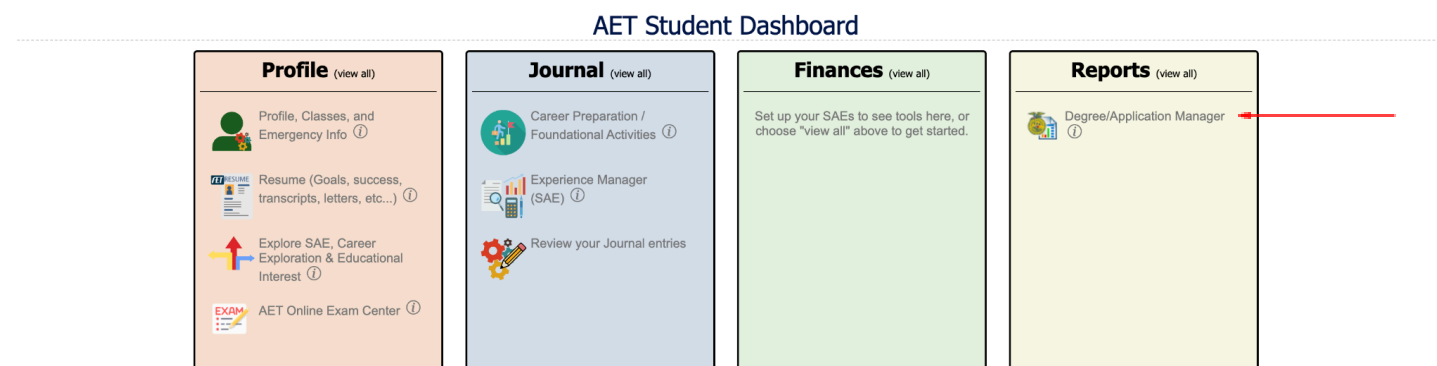 AET Student Dashboard
Profile (view all)
Profile, Classes, and
Emergency Info i
AET RESUME
Resume (Goals, success,
transcripts, letters, etc...) i
Explore SAE, Career
Exploration & Educational
Interest i
EXAM
AET Online Exam Center i
Journal (view all)
Career Preparation /
Foundational Activities i
Experience Manager
(SAE) i
Review your Journal entries
Finances (view all)
Set up your SAEs to see tools here, or
choose "view all" above to get started.
Reports (view all)
Degree/Application Manager
i